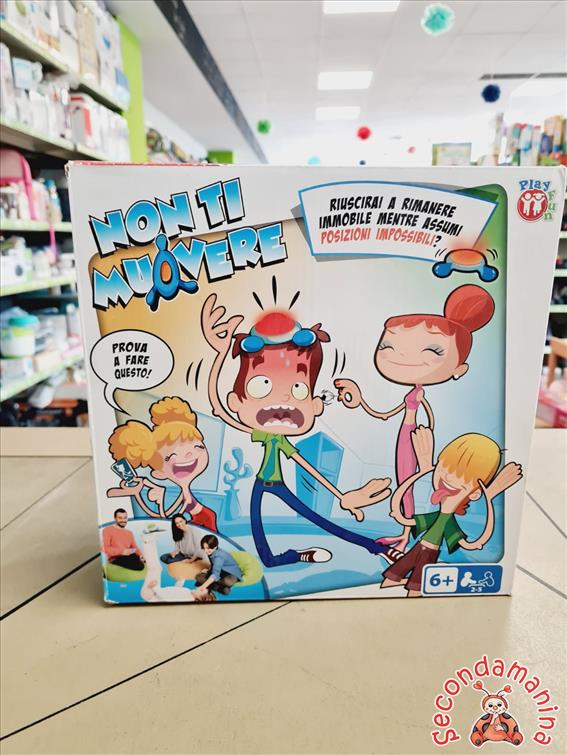 NON TI
MUOVERE
RIUSCIRAI A RIMANERE
IMMOBILE MENTRE ASSUMI
POSIZIONI IMPOSSIBILI?
Play
Fun
PROVA
A FARE
QUESTO!
6+
2-5
Secondamanina